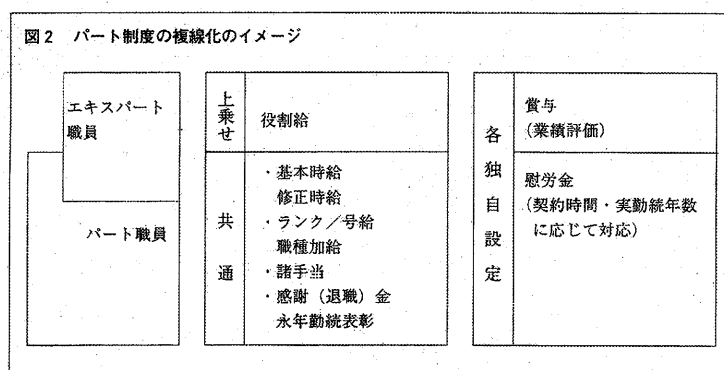 図2 パート制度の複線化のイメージ
エキスパート
職員
パート職員
上乗せ
役割給
共通
・基本時給
修正時給
・ランク/号給
職種加給
・諸手当
・感謝(退職)金
永年勤続表彰
各独自設定
賞与
(業績評価)
慰労金
(契約時間・実勤続年数
に応じて対応)